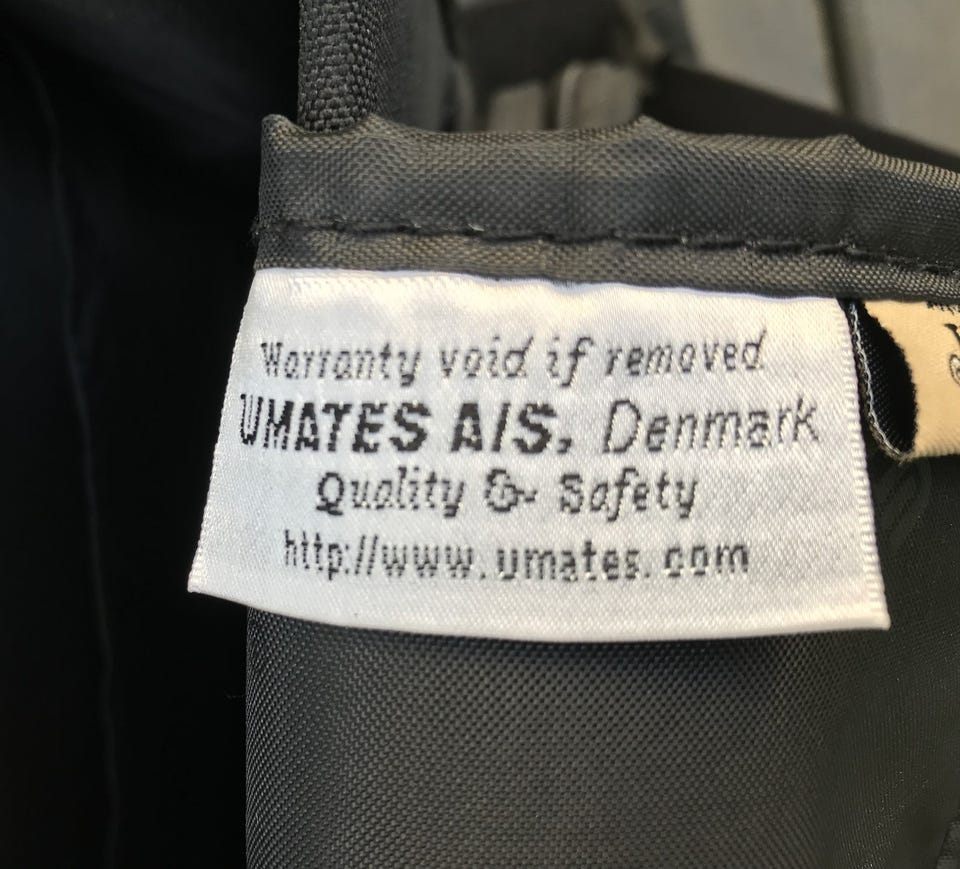 Warranty void if removed
UMATES A/S, Denmark
Quality & Safety
http://www.umates.com